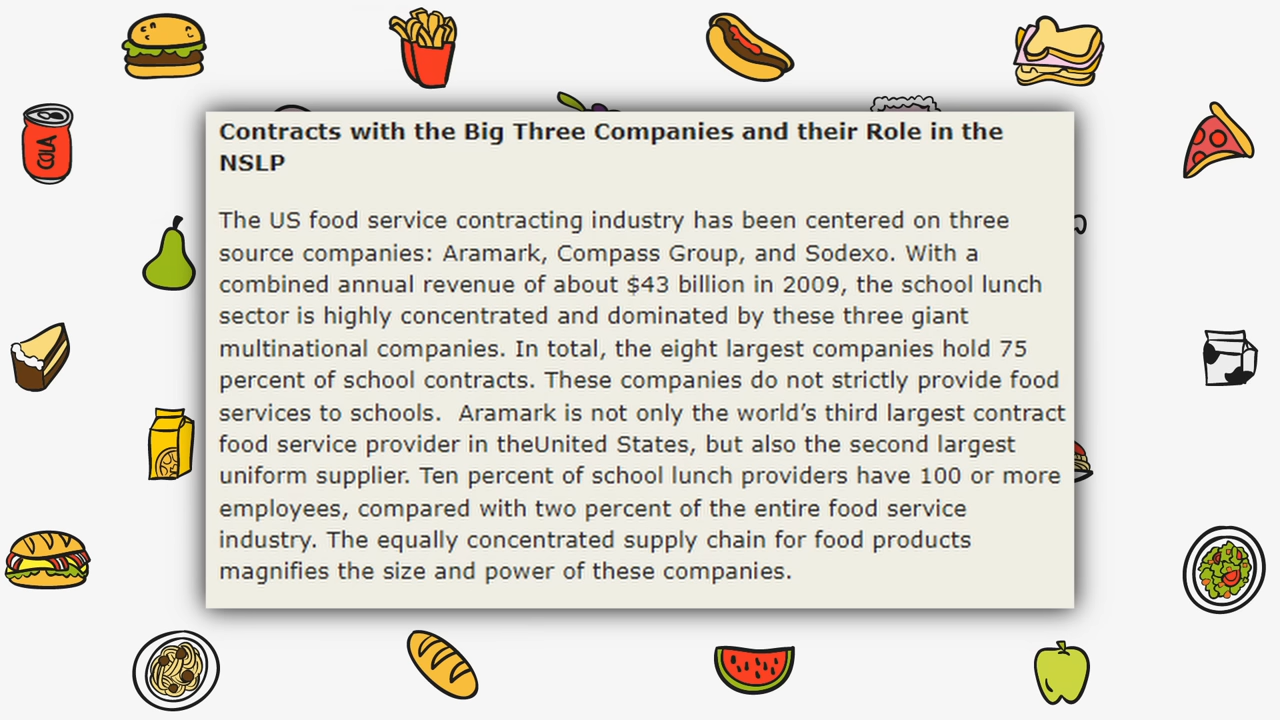 COLA
Contracts with the Big Three Companies and their Role in the
NSLP
The US food service contracting industry has been centered on three
source companies: Aramark, Compass Group, and Sodexo. With a
combined annual revenue of about $43 billion in 2009, the school lunch
sector is highly concentrated and dominated by these three giant
multinational companies. In total, the eight largest companies hold 75
percent of school contracts. These companies do not strictly provide food
services to schools.  Aramark is not only the world’s third largest contract
food service provider in theUnited States, but also the second largest
uniform supplier. Ten percent of school lunch providers have 100 or more
employees, compared with two percent of the entire food service
industry. The equally concentrated supply chain for food products
magnifies the size and power of these companies.